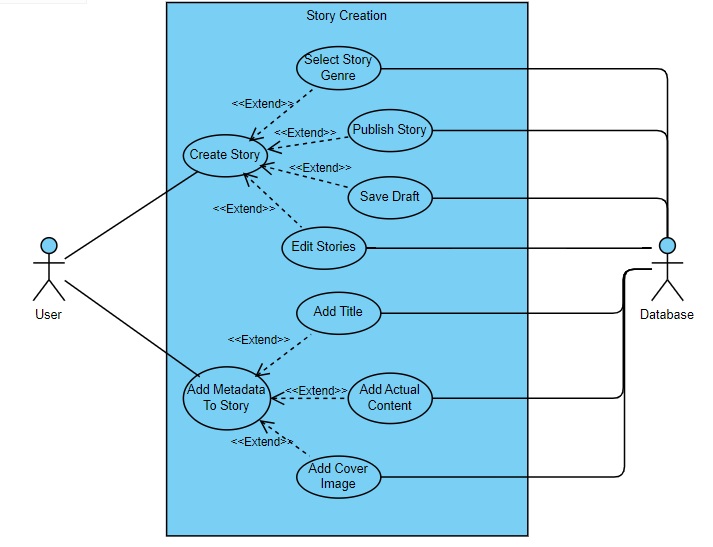 Story Creation
Select Story
Genre
<<Extend>>
Publish Story
<<Extend>>
Create Story
<<Extend>>
Save Draft
<<Extend>>
Edit Stories
User
Database
Add Title
<<Extend>>
Add Metadata
To Story
<<Extend>>
Add Actual
Content
<<Extend>>
Add Cover
Image